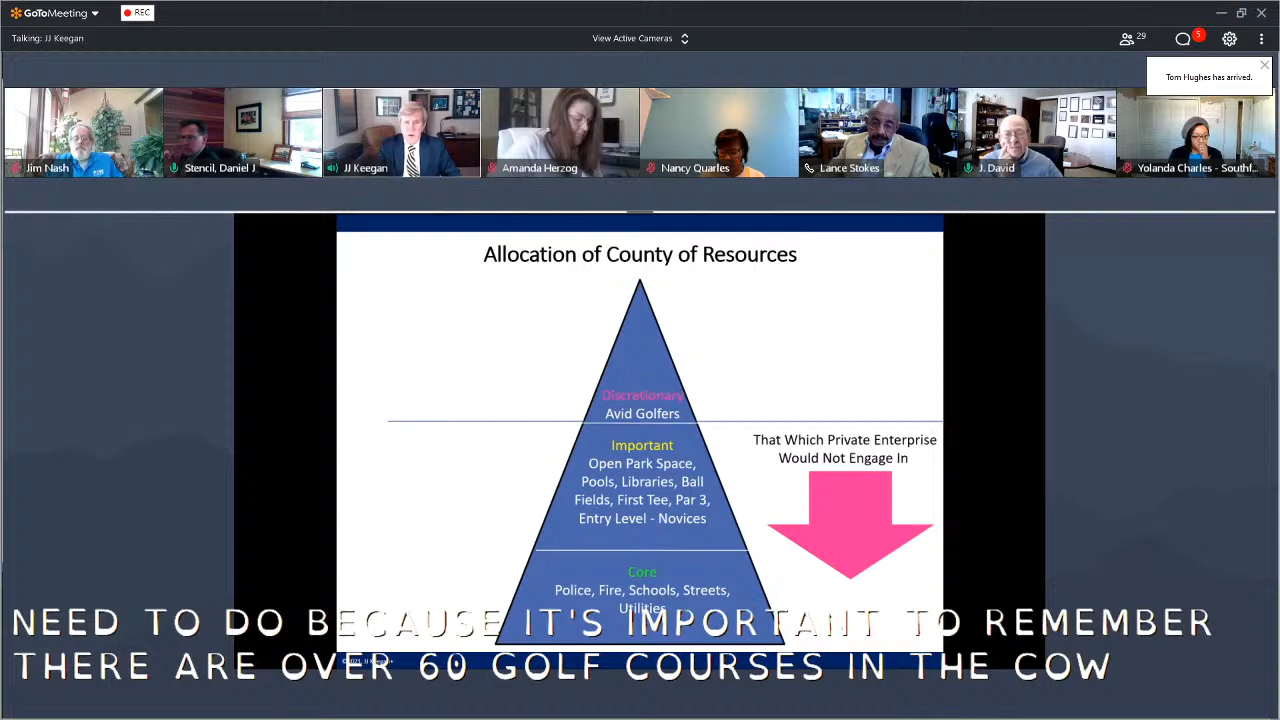 GoToMeeting
REC
Talking: JJ Keegan
View Active Cameras
29
5
Tom Hughes has arrived.
Jim Nash
Stencil, Daniel J
JJ Keegan
Amanda Herzog
Nancy Quarles
Lance Stokes
J. David
Yolanda Charles - Southf...
Allocation of County of Resources
Discretionary
Avid Golfers
Important
Open Park Space,
Pools, Libraries, Ball
Fields, First Tee, Par 3,
Entry Level - Novices
That Which Private Enterprise
Would Not Engage In
Core
Police, Fire, Schools, Streets,
Utilities
NEED TO DO BECAUSE IT'S IMPORTANT TO REMEMBER
THERE ARE OVER 60 GOLF COURSES IN THE COW